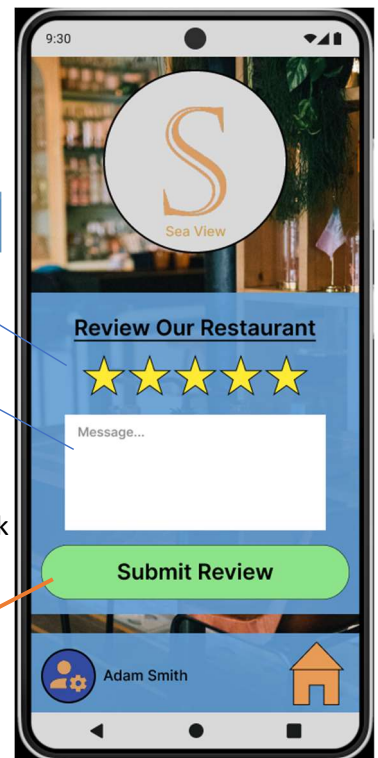 9:30
S
Sea View
Review Our Restaurant
Message...
k
Submit Review
Adam Smith